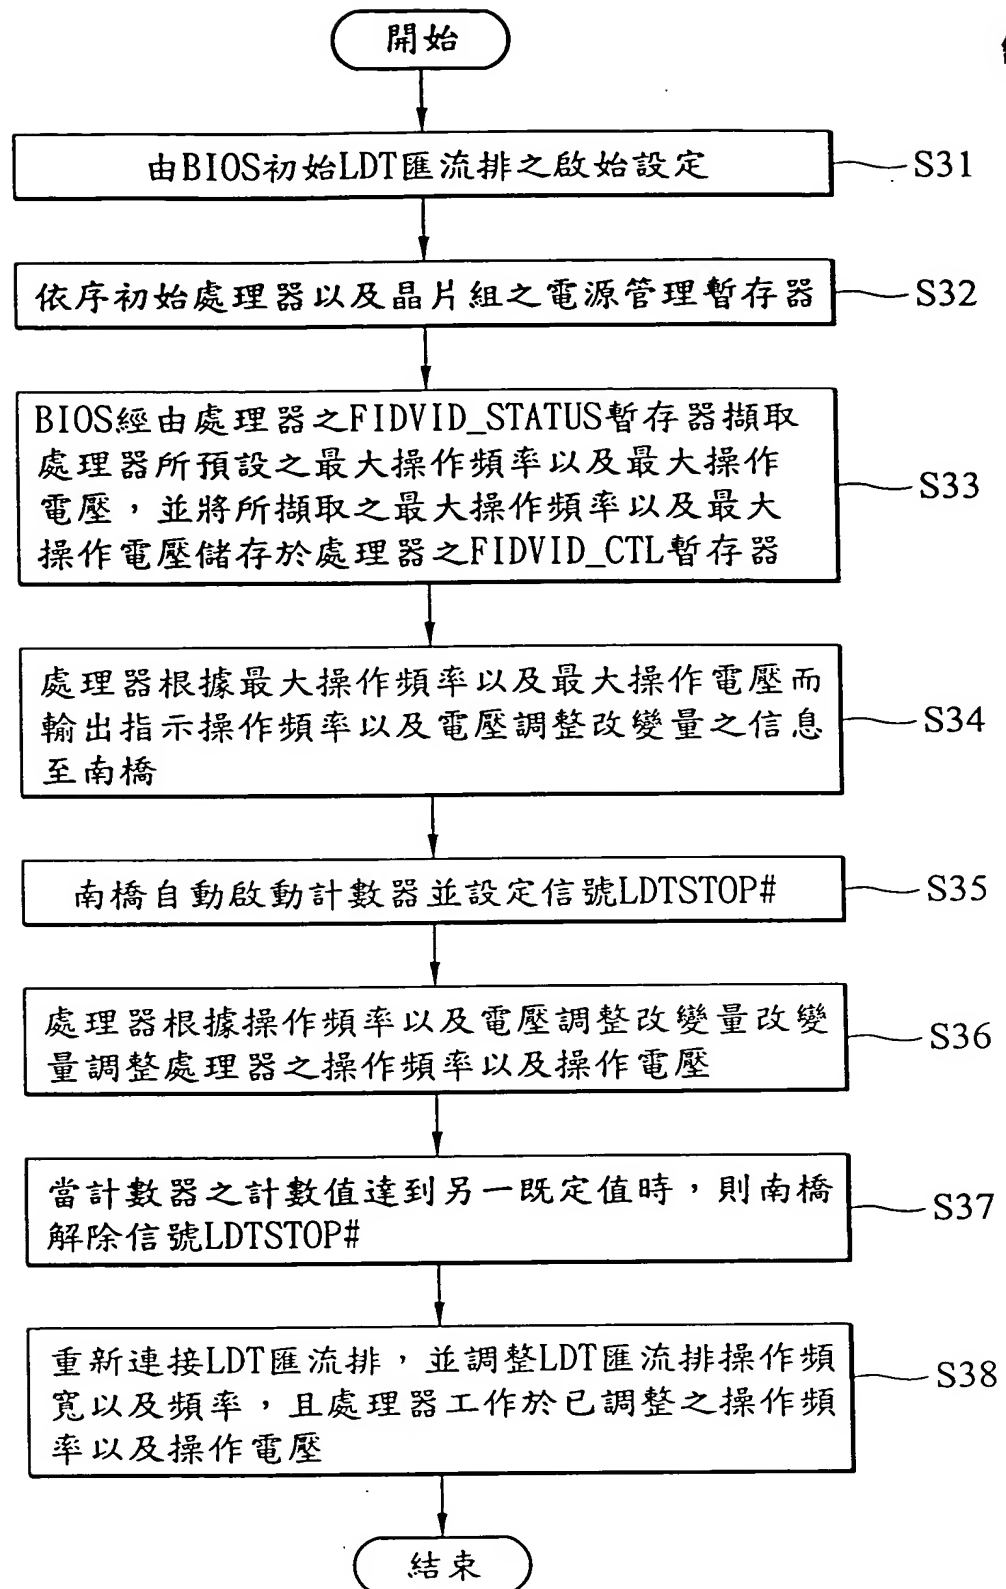 開始
由BIOS初始LDT匯流排之啟始設定
S31
依序初始處理器以及晶片組之電源管理暫存器
S32
BIOS經由處理器之FIDVID_STATUS暫存器擷取
處理器所預設之最大操作頻率以及最大操作
電壓，並將所擷取之最大操作頻率以及最大
操作電壓儲存於處理器之FIDVID_CTL暫存器
S33
處理器根據最大操作頻率以及最大操作電壓而
輸出指示操作頻率以及電壓調整改變量之信息
至南橋
S34
南橋自動啟動計數器並設定信號LDTSTOP#
S35
處理器根據操作頻率以及電壓調整改變量改變
量調整處理器之操作頻率以及操作電壓
S36
當計數器之計數值達到另一既定值時，則南橋
解除信號LDTSTOP#
S37
重新連接LDT匯流排，並調整LDT匯流排操作頻
寬以及頻率，且處理器工作於已調整之操作頻
率以及操作電壓
S38
結束